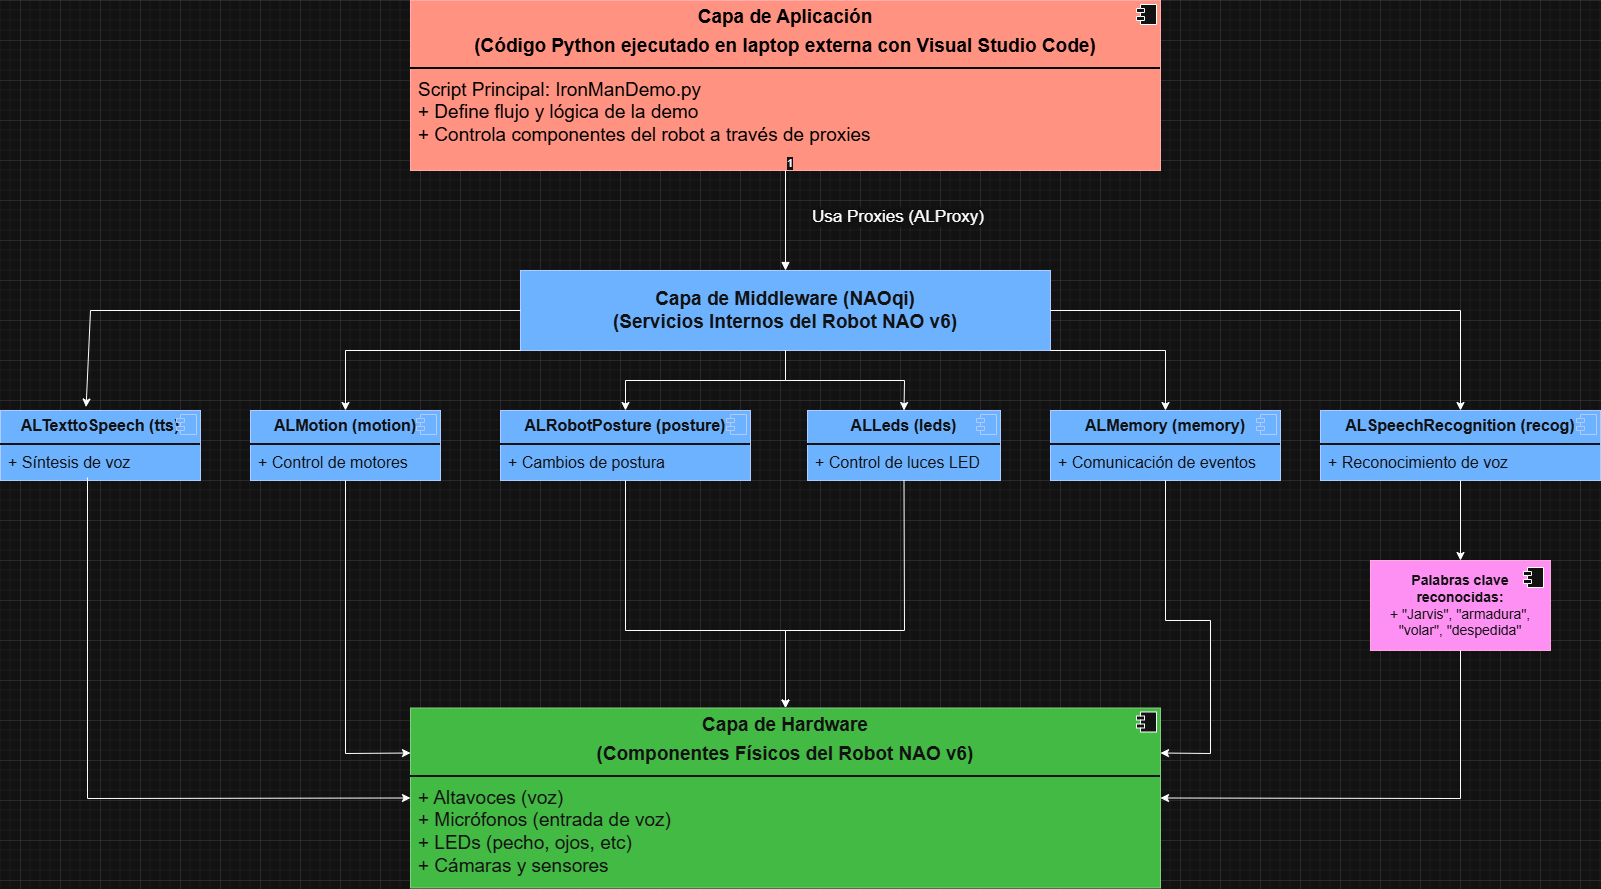 Capa de Aplicación
(Código Python ejecutado en laptop externa con Visual Studio Code)
Script Principal: IronManDemo.py
+ Define flujo y lógica de la demo
+ Controla componentes del robot a través de proxies
1
Usa Proxies (ALProxy)
Capa de Middleware (NAOqi)
(Servicios Internos del Robot NAO v6)
ALTexttoSpeech (tts)
+ Síntesis de voz
ALMotion (motion)
+ Control de motores
ALRobotPosture (posture)
+ Cambios de postura
ALLeds (leds)
+ Control de luces LED
ALMemory (memory)
+ Comunicación de eventos
ALSpeechRecognition (recog)
+ Reconocimiento de voz
Palabras clave
reconocidas:
+ "Jarvis", "armadura",
"volar", "despedida"
Capa de Hardware
(Componentes Físicos del Robot NAO v6)
+ Altavoces (voz)
+ Micrófonos (entrada de voz)
+ LEDs (pecho, ojos, etc)
+ Cámaras y sensores